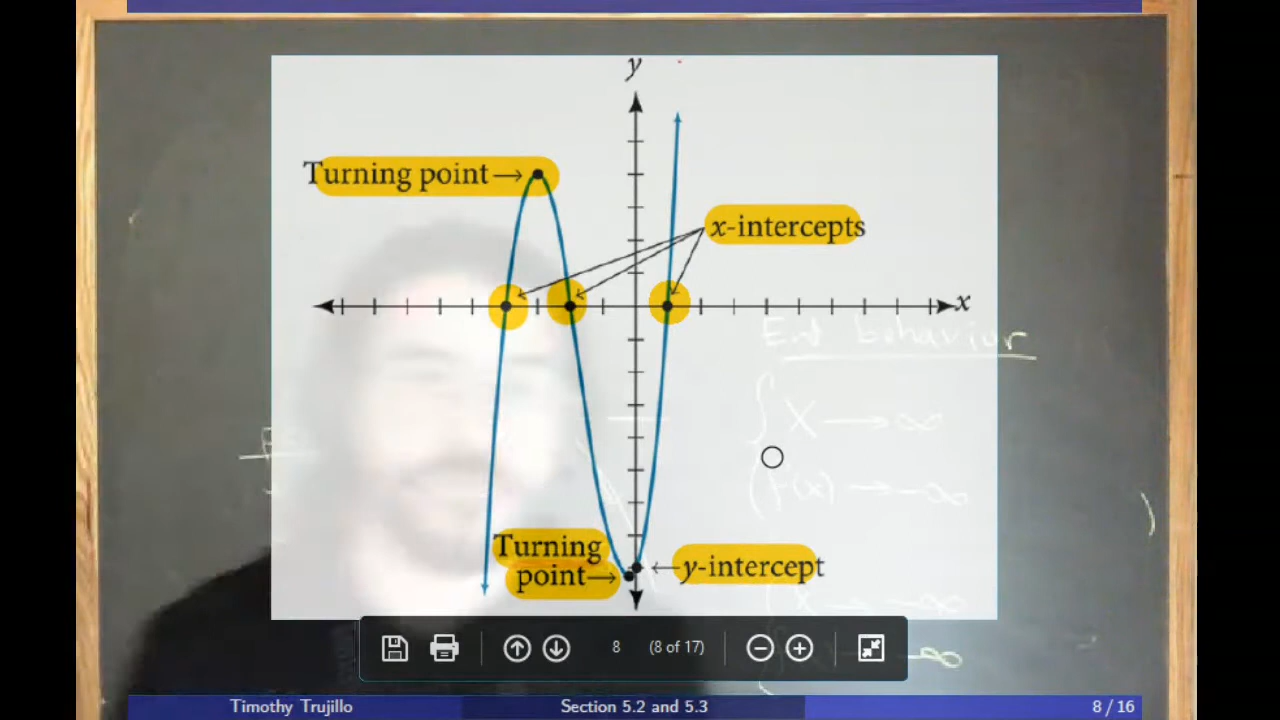 y
Turning point
x-intercepts
x
End behavior
X → ∞
f(x) → -∞
Turning
point
y-intercept
x → -∞
-∞
8 (8 of 17)
Timothy Trujillo Section 5.2 and 5.3 8 / 16